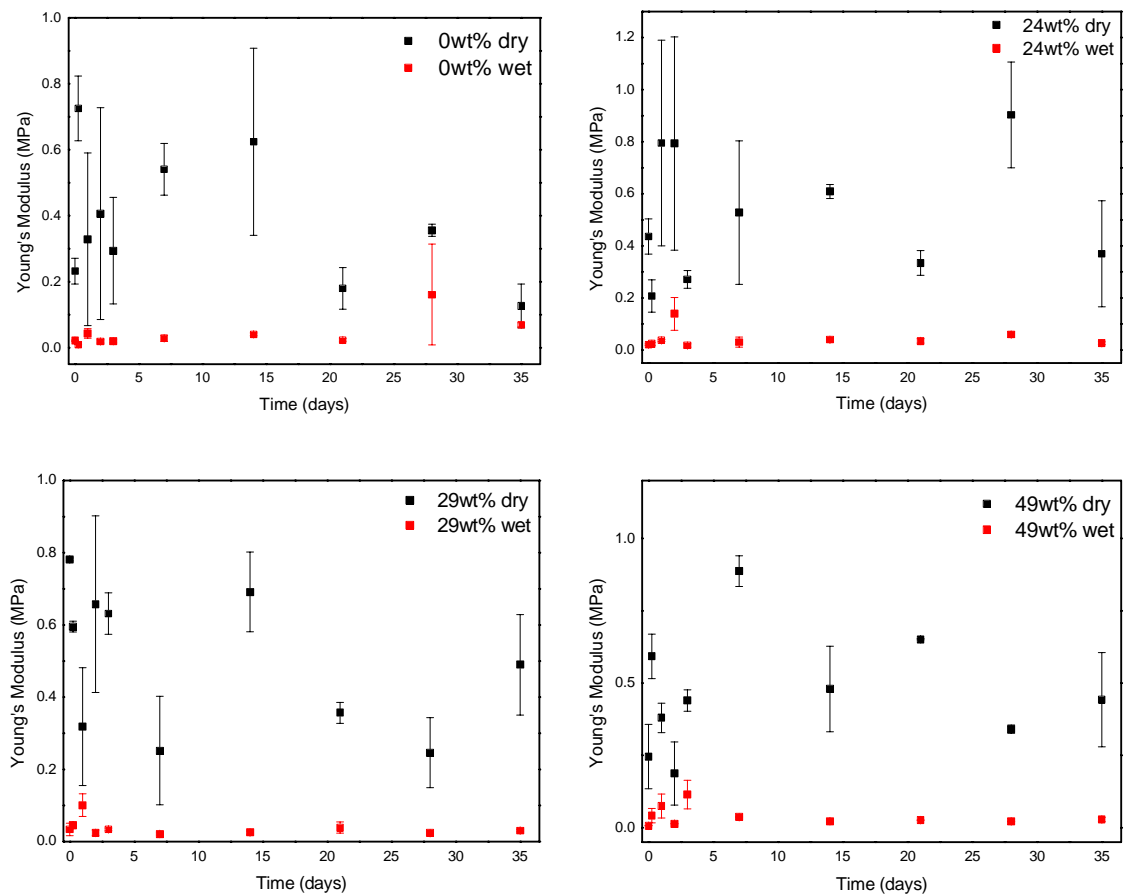 1.0
0.8
0.6
0.4
0.2
0.0
Young's Modulus (MPa)
0wt% dry
0wt% wet
0 5 10 15 20 25 30 35
Time (days)
1.2
1.0
0.8
0.6
0.4
0.2
0.0
Young's Modulus (MPa)
24wt% dry
24wt% wet
0 5 10 15 20 25 30 35
Time (days)
1.0
0.8
0.6
0.4
0.2
0.0
Young's Modulus (MPa)
29wt% dry
29wt% wet
0 5 10 15 20 25 30 35
Time (days)
1.0
0.5
0.0
Young's Modulus (MPa)
49wt% dry
49wt% wet
0 5 10 15 20 25 30 35
Time (days)